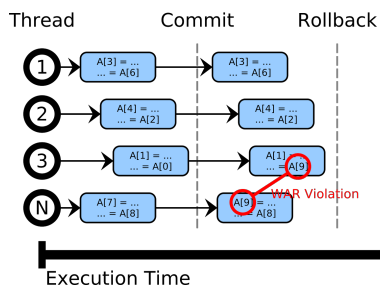 Thread Commit Rollback
1 A[3] = ... A[3] = ...
... = A[6] ... = A[6]
2 A[4] = ... A[4] = ...
... = A[2] ... = A[2]
3 A[1] = ... A[1] = ...
... = A[0] ... = A[9]
WAR Violation
N A[7] = ... A[9] = ...
... = A[8] ... = A[8]
Execution Time